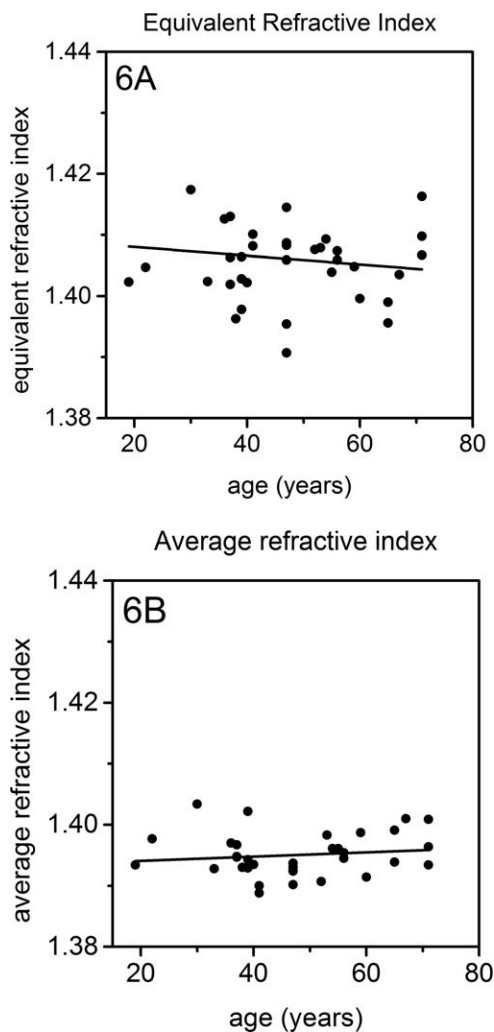 Equivalent Refractive Index
6A
1.44
1.42
1.40
1.38
equivalent refractive index
20 40 60 80
age (years)
Average refractive index
6B
1.44
1.42
1.40
1.38
average refractive index
20 40 60 80
age (years)